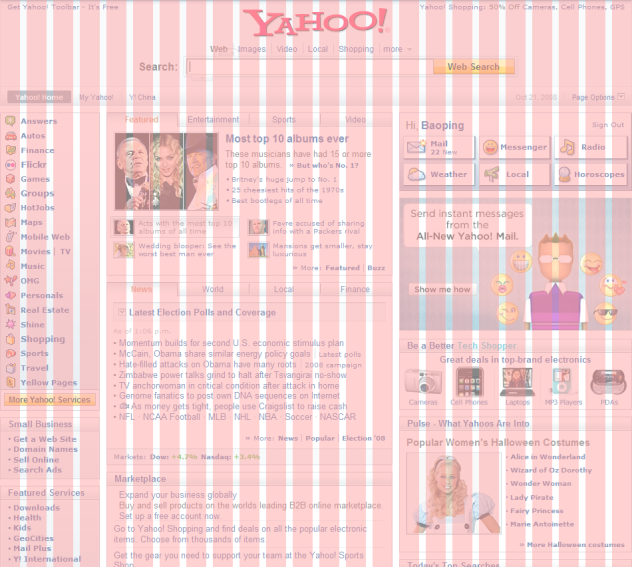 Get Yahoo! Toolbar - It's Free
Yahoo! Shopping: 50% Off Cameras, Cell Phones, GPS
YAHOO!
Web Images Video Local Shopping more
Search:
Web Search
Yahoo! Home My Yahoo! Y! China
Oct 21, 2008 Page Options
Answers
Autos
Finance
Flickr
Games
Groups
HotJobs
Maps
Mobile Web
Movies | TV
Music
OMG
Personals
Real Estate
Shine
Shopping
Sports
Travel
Yellow Pages
More Yahoo! Services
Small Business
• Get a Web Site
• Domain Names
• Sell Online
• Search Ads
Featured Services
• Downloads
• Health
• Kids
• GeoCities
• Mail Plus
• Y! International
Featured Entertainment Sports Video
Most top 10 albums ever
These musicians have had 15 or more
top 10 albums. » But who's No. 1?
• Britney's huge jump to No. 1
• 25 cheesiest hits of the 1970s
• Best bootlegs of all time
Acts with the most top 10
albums of all time
Favre accused of sharing
info with a Packers rival
Wedding blooper: See the
worst best man ever
Mansions get smaller, stay
luxurious
» More: Featured | Buzz
News World Local Finance
Latest Election Polls and Coverage
As of 1:06 p.m.
• Momentum builds for second U.S. economic stimulus plan
• McCain, Obama share similar energy policy goals | Latest polls
• Hate-filled attacks on Obama have many roots | 2008 campaign
• Zimbabwe power talks grind to halt after Tsvangirai no-show
• TV anchorwoman in critical condition after attack in home
• Genome fanatics to post own DNA sequences on Internet
• As money gets tight, people use Craigslist to raise cash
• NFL · NCAA Football · MLB · NHL · NBA · Soccer · NASCAR
» More: News | Popular | Election '08
Markets: Dow: +4.7% Nasdaq: +3.4%
Marketplace
Expand your business globally
Buy and sell products on the worlds leading B2B online marketplace.
Set up a free account now.
Go to Yahoo! Shopping and find deals on all the popular electronic
items. Choose from thousands of items.
Get the gear you need to support your team at the Yahoo! Sports
Shop.
Hi, Baoping
Sign Out
Mail
22 New
Messenger
Radio
Weather
Local
Horoscopes
Send instant messages
from the
All-New Yahoo! Mail.
Show me how
Be a Better Tech Shopper
Great deals in top-brand electronics
Cameras Cell Phones Laptops MP3 Players PDAs
Pulse - What Yahoos Are Into
Popular Women's Halloween Costumes
• Alice in Wonderland
• Wizard of Oz Dorothy
• Wonder Woman
• Lady Pirate
• Fairy Princess
• Marie Antoinette
» More Halloween costumes
Today's Top Searches